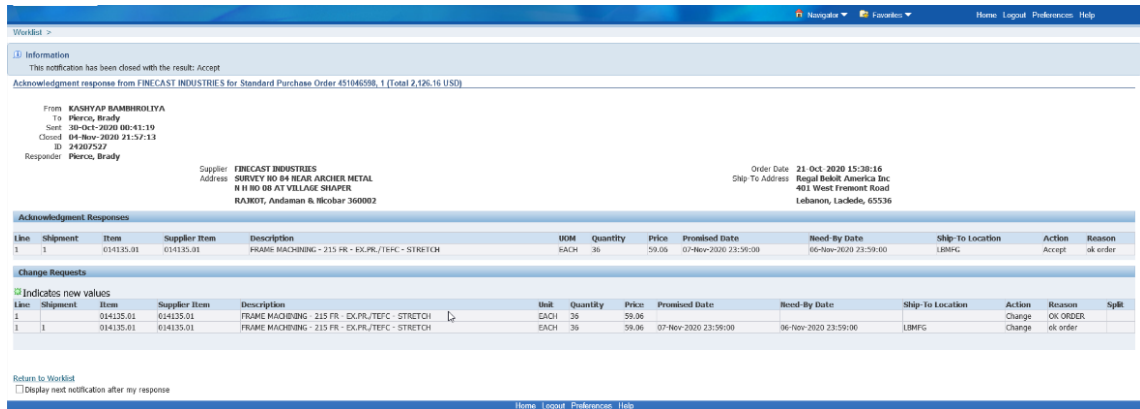 Navigator Favorites Home Logout Preferences Help
Worklist >
Information
This notification has been closed with the result: Accept
Acknowledgment response from FINECAST INDUSTRIES for Standard Purchase Order 451046598, 1 (Total 2,126.16 USD)
From KASHYAP BAMBHROLIYA
To Pierce, Brady
Sent 30-Oct-2020 00:41:19
Closed 04-Nov-2020 21:57:13
ID 24207527
Responder Pierce, Brady
Supplier FINECAST INDUSTRIES Order Date 21-Oct-2020 15:38:16
Address SURVEY NO 84 NEAR ARCHER METAL Ship-To Address Regal Beloit America Inc
N H NO 08 AT VILLAGE SHAPER 401 West Fremont Road
RAJKOT, Andaman & Nicobar 360002 Lebanon, Laclede, 65536
Acknowledgment Responses
Line Shipment Item Supplier Item Description UOM Quantity Price Promised Date Need-By Date Ship-To Location Action Reason
1 1 014135.01 014135.01 FRAME MACHINING - 215 FR - EX.PR./TEFC - STRETCH EACH 36 59.06 07-Nov-2020 23:59:00 06-Nov-2020 23:59:00 LBMFG Accept ok order
Change Requests
Indicates new values
Line Shipment Item Supplier Item Description Unit Quantity Price Promised Date Need-By Date Ship-To Location Action Reason Split
1 014135.01 014135.01 FRAME MACHINING - 215 FR - EX.PR./TEFC - STRETCH EACH 36 59.06 Change OK ORDER
1 1 014135.01 014135.01 FRAME MACHINING - 215 FR - EX.PR./TEFC - STRETCH EACH 36 59.06 07-Nov-2020 23:59:00 06-Nov-2020 23:59:00 LBMFG Change ok order
Return to Worklist
Display next notification after my response
Home Logout Preferences Help